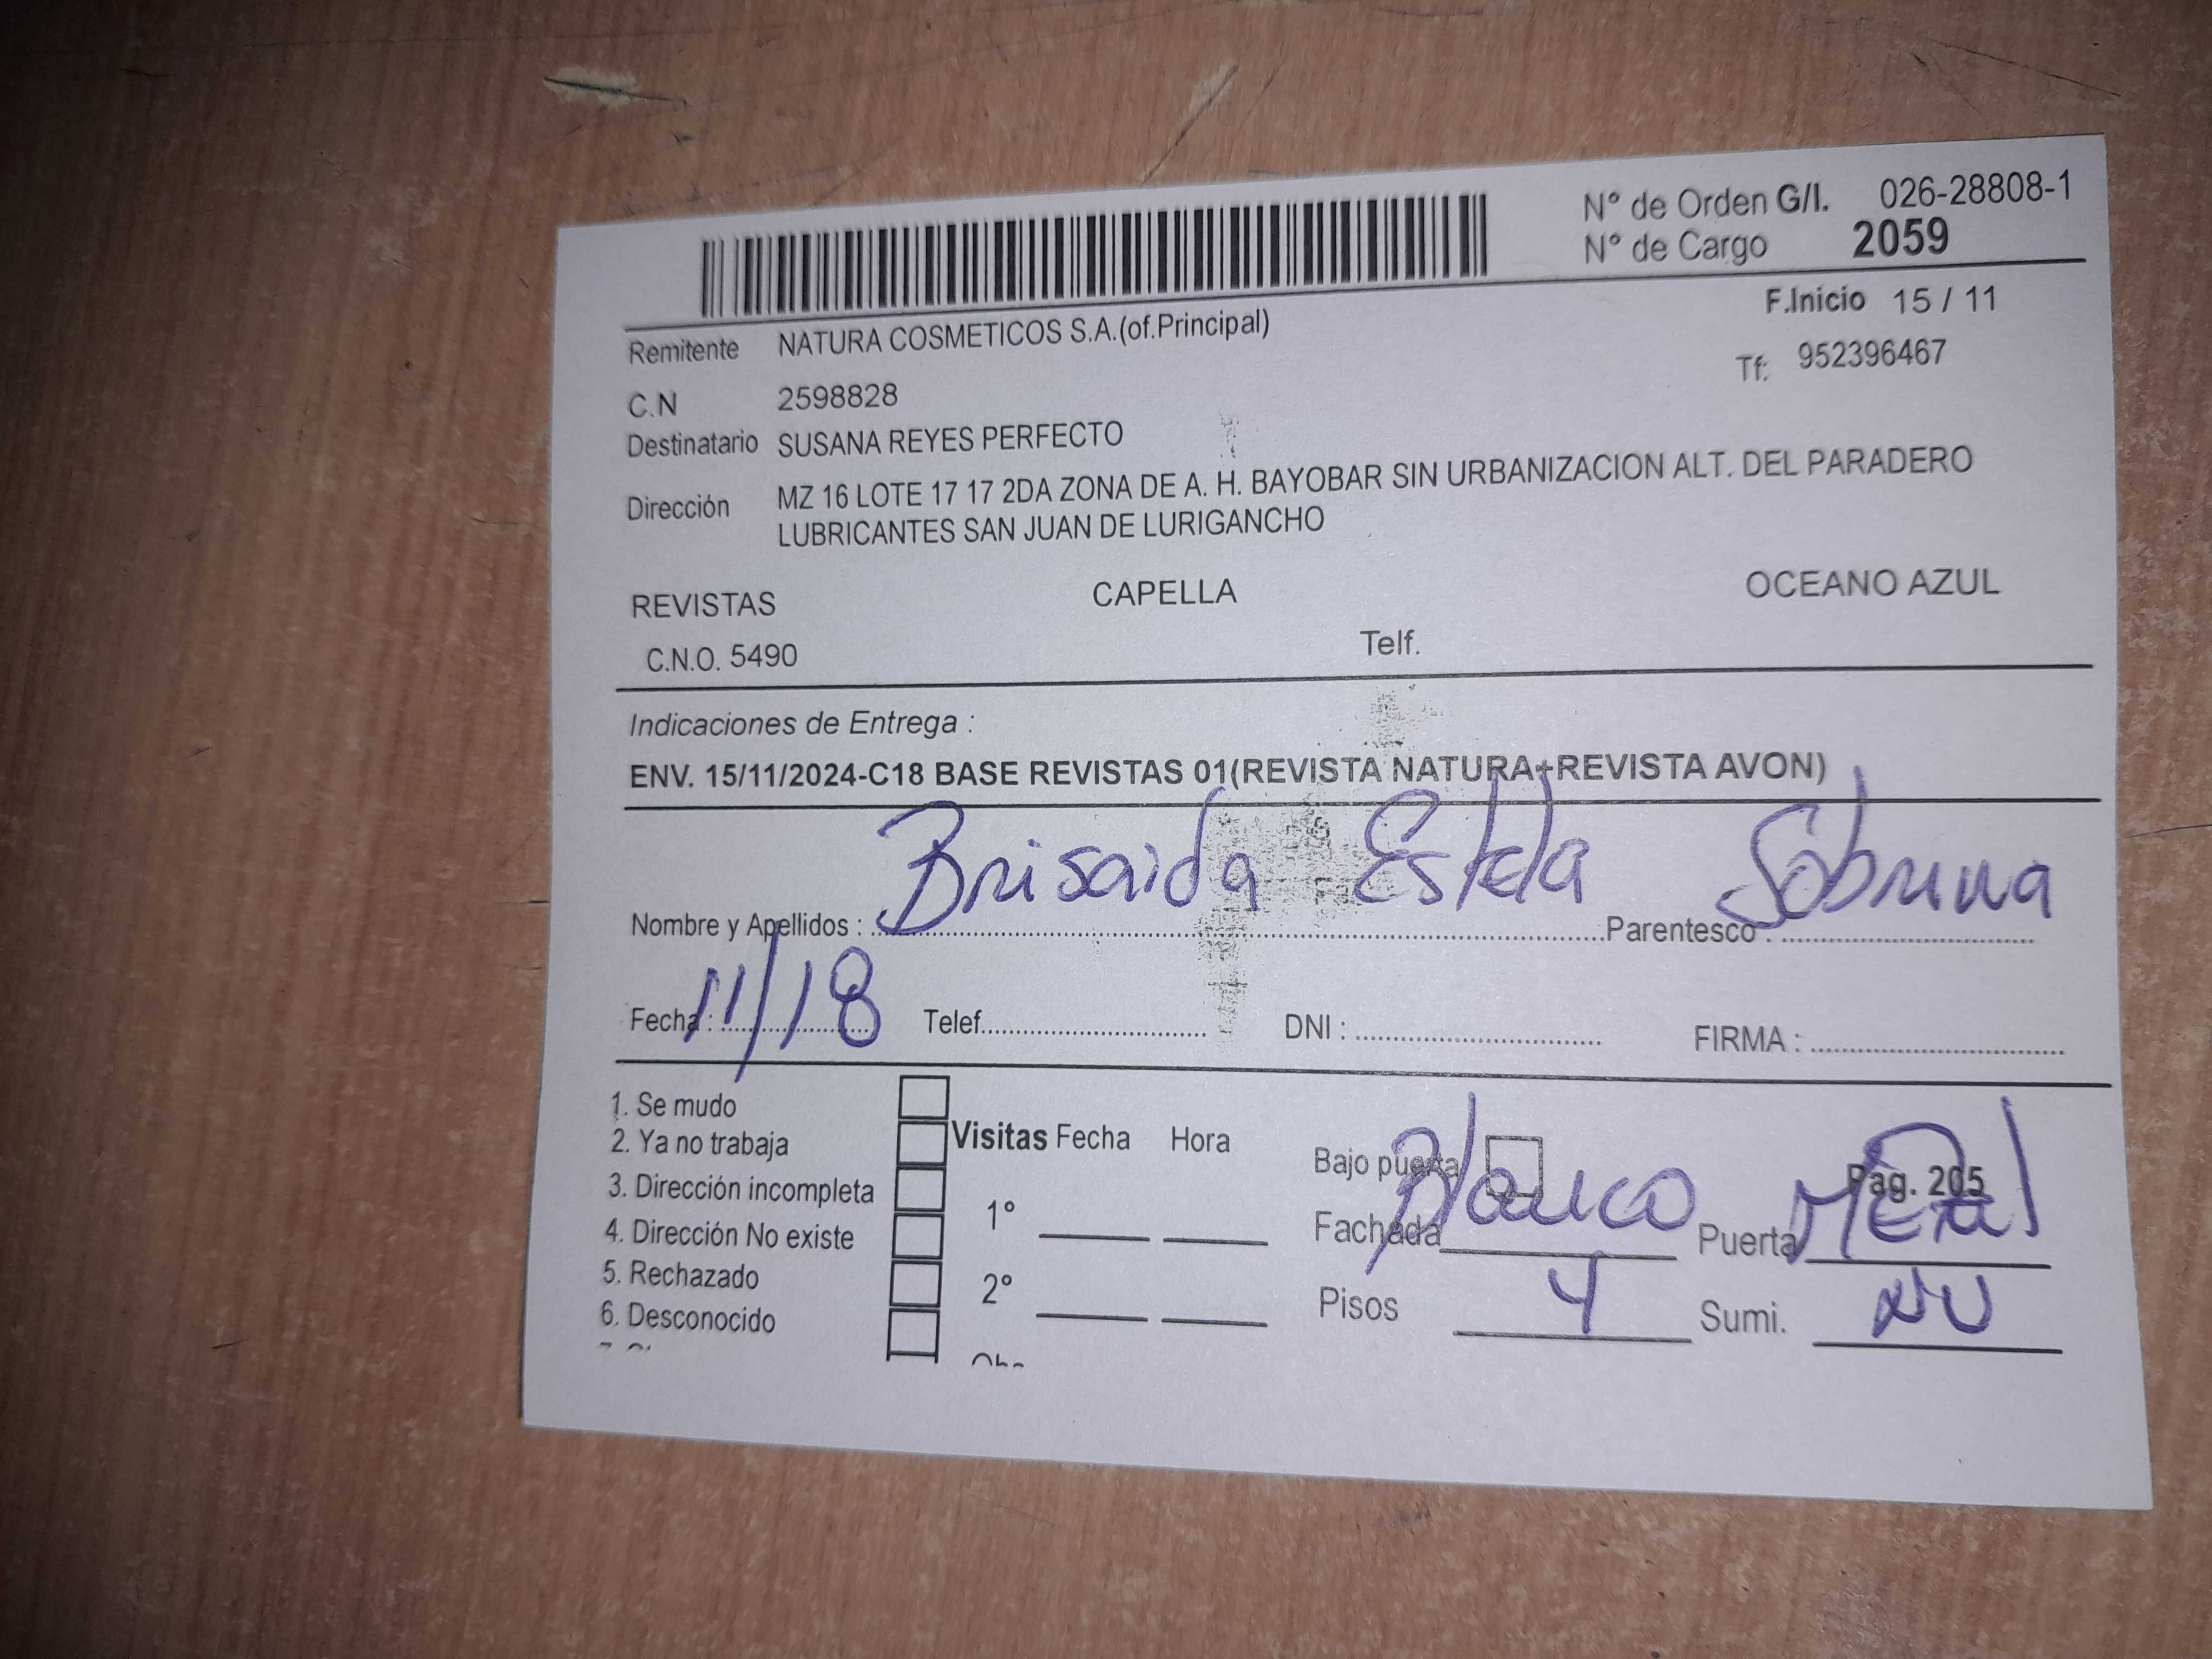 N° de Orden G/I. 026-28808-1
N° de Cargo 2059
F.Inicio 15 / 11
Remitente NATURA COSMETICOS S.A.(of.Principal)
Tf: 952396467
C.N 2598828
Destinatario SUSANA REYES PERFECTO
Dirección MZ 16 LOTE 17 17 2DA ZONA DE A. H. BAYOBAR SIN URBANIZACION ALT. DEL PARADERO
LUBRICANTES SAN JUAN DE LURIGANCHO
REVISTAS CAPELLA OCEANO AZUL
C.N.O. 5490 Telf.
Indicaciones de Entrega :
ENV. 15/11/2024-C18 BASE REVISTAS 01(REVISTA NATURA+REVISTA AVON)
Nombre y Apellidos : Brisaida Estela Parentesco : Sobrina
Fecha : 11/18 Telef. DNI : FIRMA :
1. Se mudo
2. Ya no trabaja Visitas Fecha Hora
Bajo puerta Pag. 205
3. Dirección incompleta
1° Fachada Blanco Puerta Metal
4. Dirección No existe
5. Rechazado
2° Pisos 4 Sumi. NO
6. Desconocido